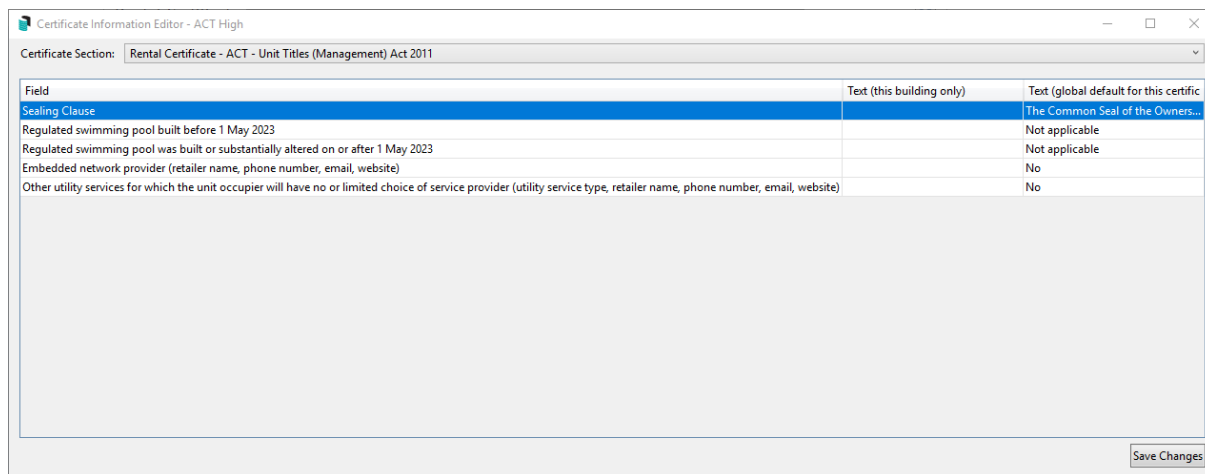 Certificate Information Editor - ACT High
Certificate Section: Rental Certificate - ACT - Unit Titles (Management) Act 2011
Field Text (this building only) Text (global default for this certific
Sealing Clause The Common Seal of the Owners...
Regulated swimming pool built before 1 May 2023 Not applicable
Regulated swimming pool was built or substantially altered on or after 1 May 2023 Not applicable
Embedded network provider (retailer name, phone number, email, website) No
Other utility services for which the unit occupier will have no or limited choice of service provider (utility service type, retailer name, phone number, email, website) No
Save Changes